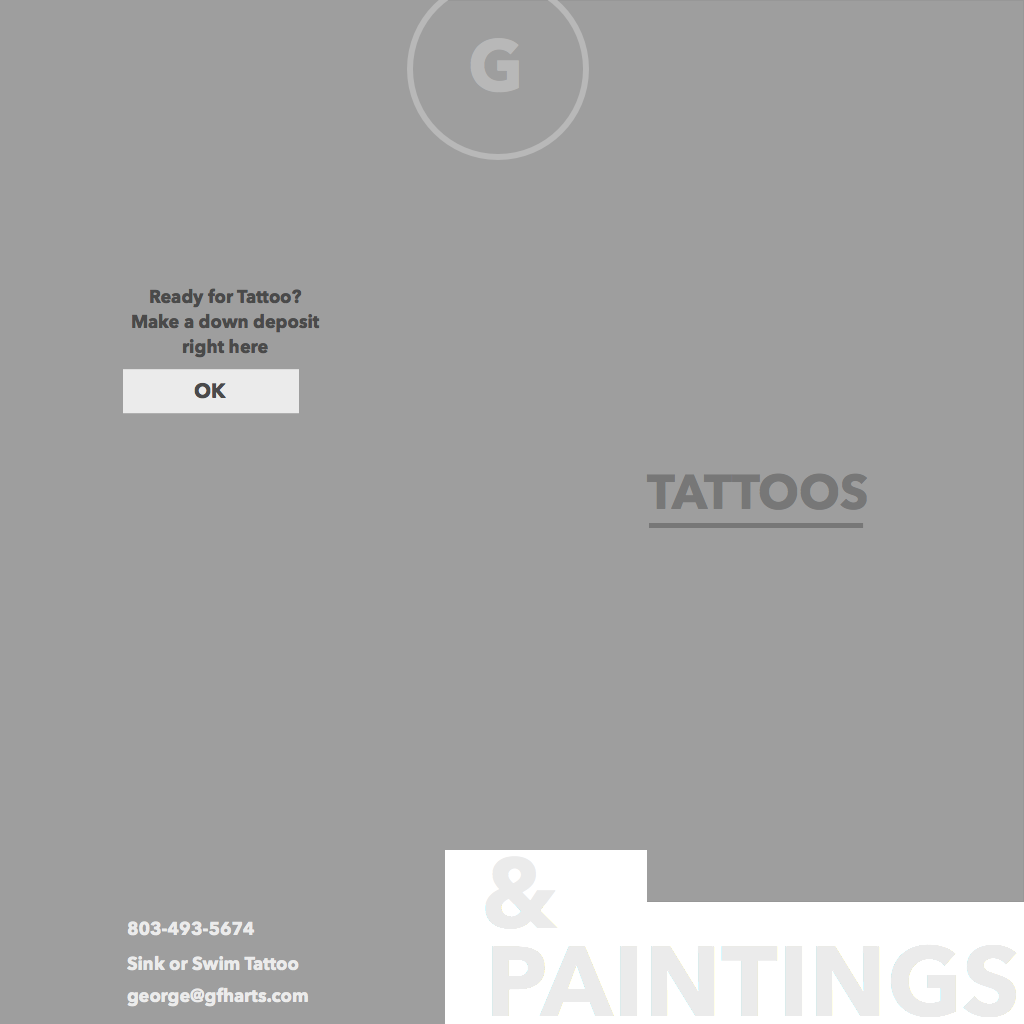 G
Ready for Tattoo?
Make a down deposit
right here
OK
TATTOOS
&
PAINTINGS
803-493-5674
Sink or Swim Tattoo
george@gfharts.com